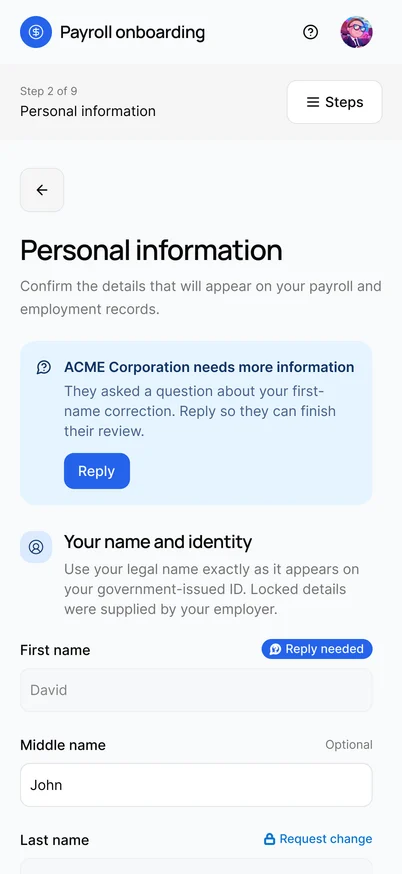 Payroll onboarding
Step 2 of 9
Personal information
Steps
Personal information
Confirm the details that will appear on your payroll and
employment records.
ACME Corporation needs more information
They asked a question about your first-
name correction. Reply so they can finish
their review.
Reply
Your name and identity
Use your legal name exactly as it appears on
your government-issued ID. Locked details
were supplied by your employer.
First name
Reply needed
David
Middle name
Optional
John
Last name
Request change